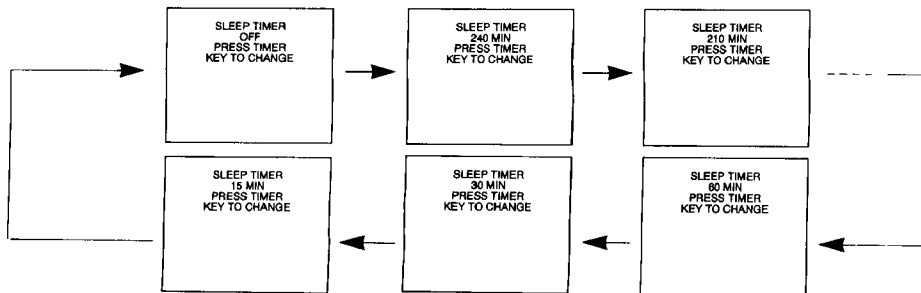 SLEEP TIMER
OFF
PRESS TIMER
KEY TO CHANGE
SLEEP TIMER
240 MIN
PRESS TIMER
KEY TO CHANGE
SLEEP TIMER
210 MIN
PRESS TIMER
KEY TO CHANGE
SLEEP TIMER
15 MIN
PRESS TIMER
KEY TO CHANGE
SLEEP TIMER
30 MIN
PRESS TIMER
KEY TO CHANGE
SLEEP TIMER
60 MIN
PRESS TIMER
KEY TO CHANGE